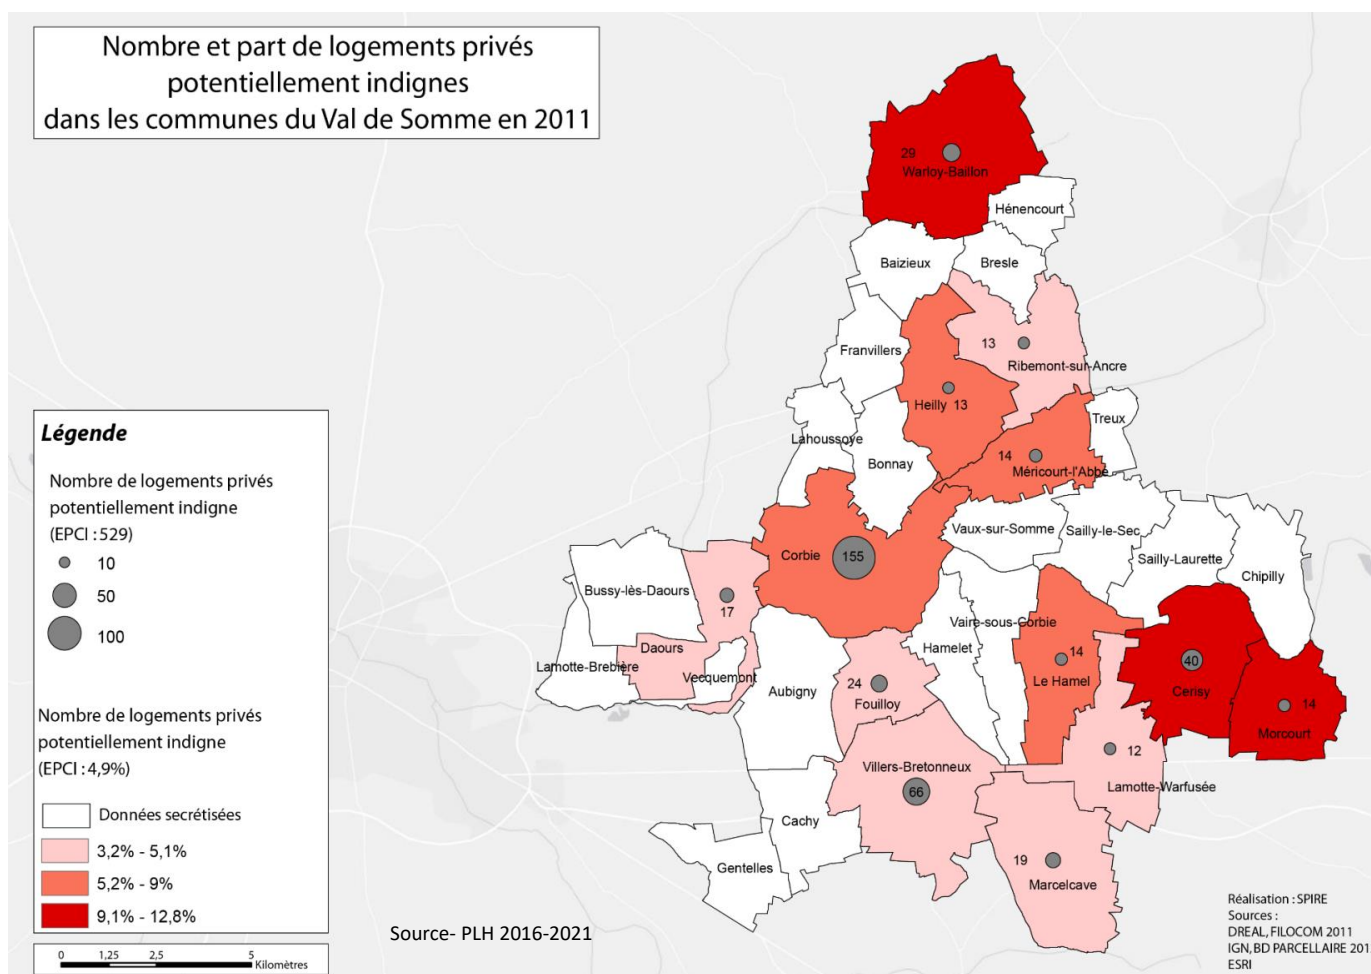 Nombre et part de logements privés
potentiellement indignes
dans les communes du Val de Somme en 2011
29
Warloy-Baillon
Hénencourt
Baizieux
Bresle
Franvillers
13
Ribemont-sur-Ancre
Heilly 13
Treux
Lahoussoye
Bonnay
14
Méricourt-l'Abbé
Vaux-sur-Somme
Sailly-le-Sec
Sailly-Laurette
Chipilly
Corbie
155
Bussy-lès-Daours
17
Vaire-sous-Corbie
Daours
Hamelet
14
Lamotte-Brebière
Vecquemont
Aubigny
24
Fouilloy
Le Hamel
40
Cerisy
14
Morcourt
Villers-Bretonneux
66
12
Lamotte-Warfusée
Cachy
Gentelles
19
Marcelcave
Légende
Nombre de logements privés
potentiellement indigne
(EPCI : 529)
10
50
100
Nombre de logements privés
potentiellement indigne
(EPCI : 4,9%)
Données secrétisées
3,2% - 5,1%
5,2% - 9%
9,1% - 12,8%
0 1,25 2,5 5
Kilomètres
Source- PLH 2016-2021
Réalisation : SPIRE
Sources :
DREAL, FILOCOM 2011
IGN, BD PARCELLAIRE 201
ESRI